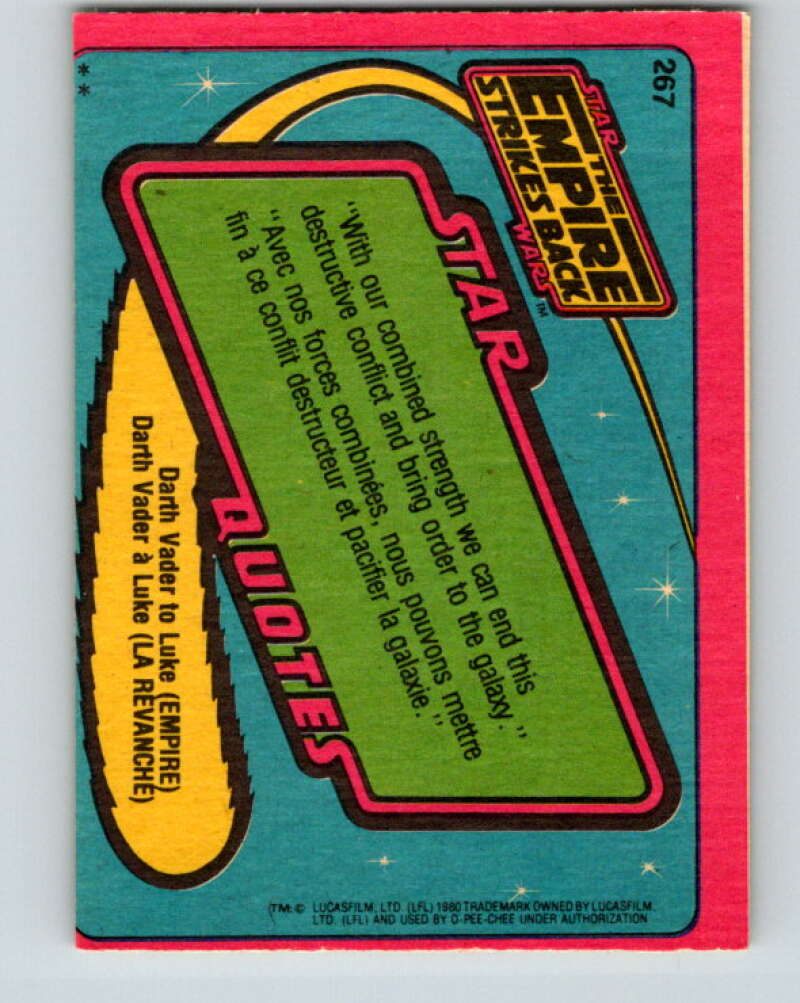 267
STAR
THE
EMPIRE
STRIKES BACK
WARS™
STAR
"With our combined strength we can end this
destructive conflict and bring order to the galaxy."
"Avec nos forces combinées, nous pouvons mettre
fin à ce conflit destructeur et pacifier la galaxie."
QUOTES
Darth Vader to Luke (EMPIRE)
Darth Vader à Luke (LA REVANCHE)
TM: © LUCASFILM, LTD. (LFL) 1980 TRADEMARK OWNED BY LUCASFILM
LTD. (LFL) AND USED BY O-PEE-CHEE UNDER AUTHORIZATION
* *